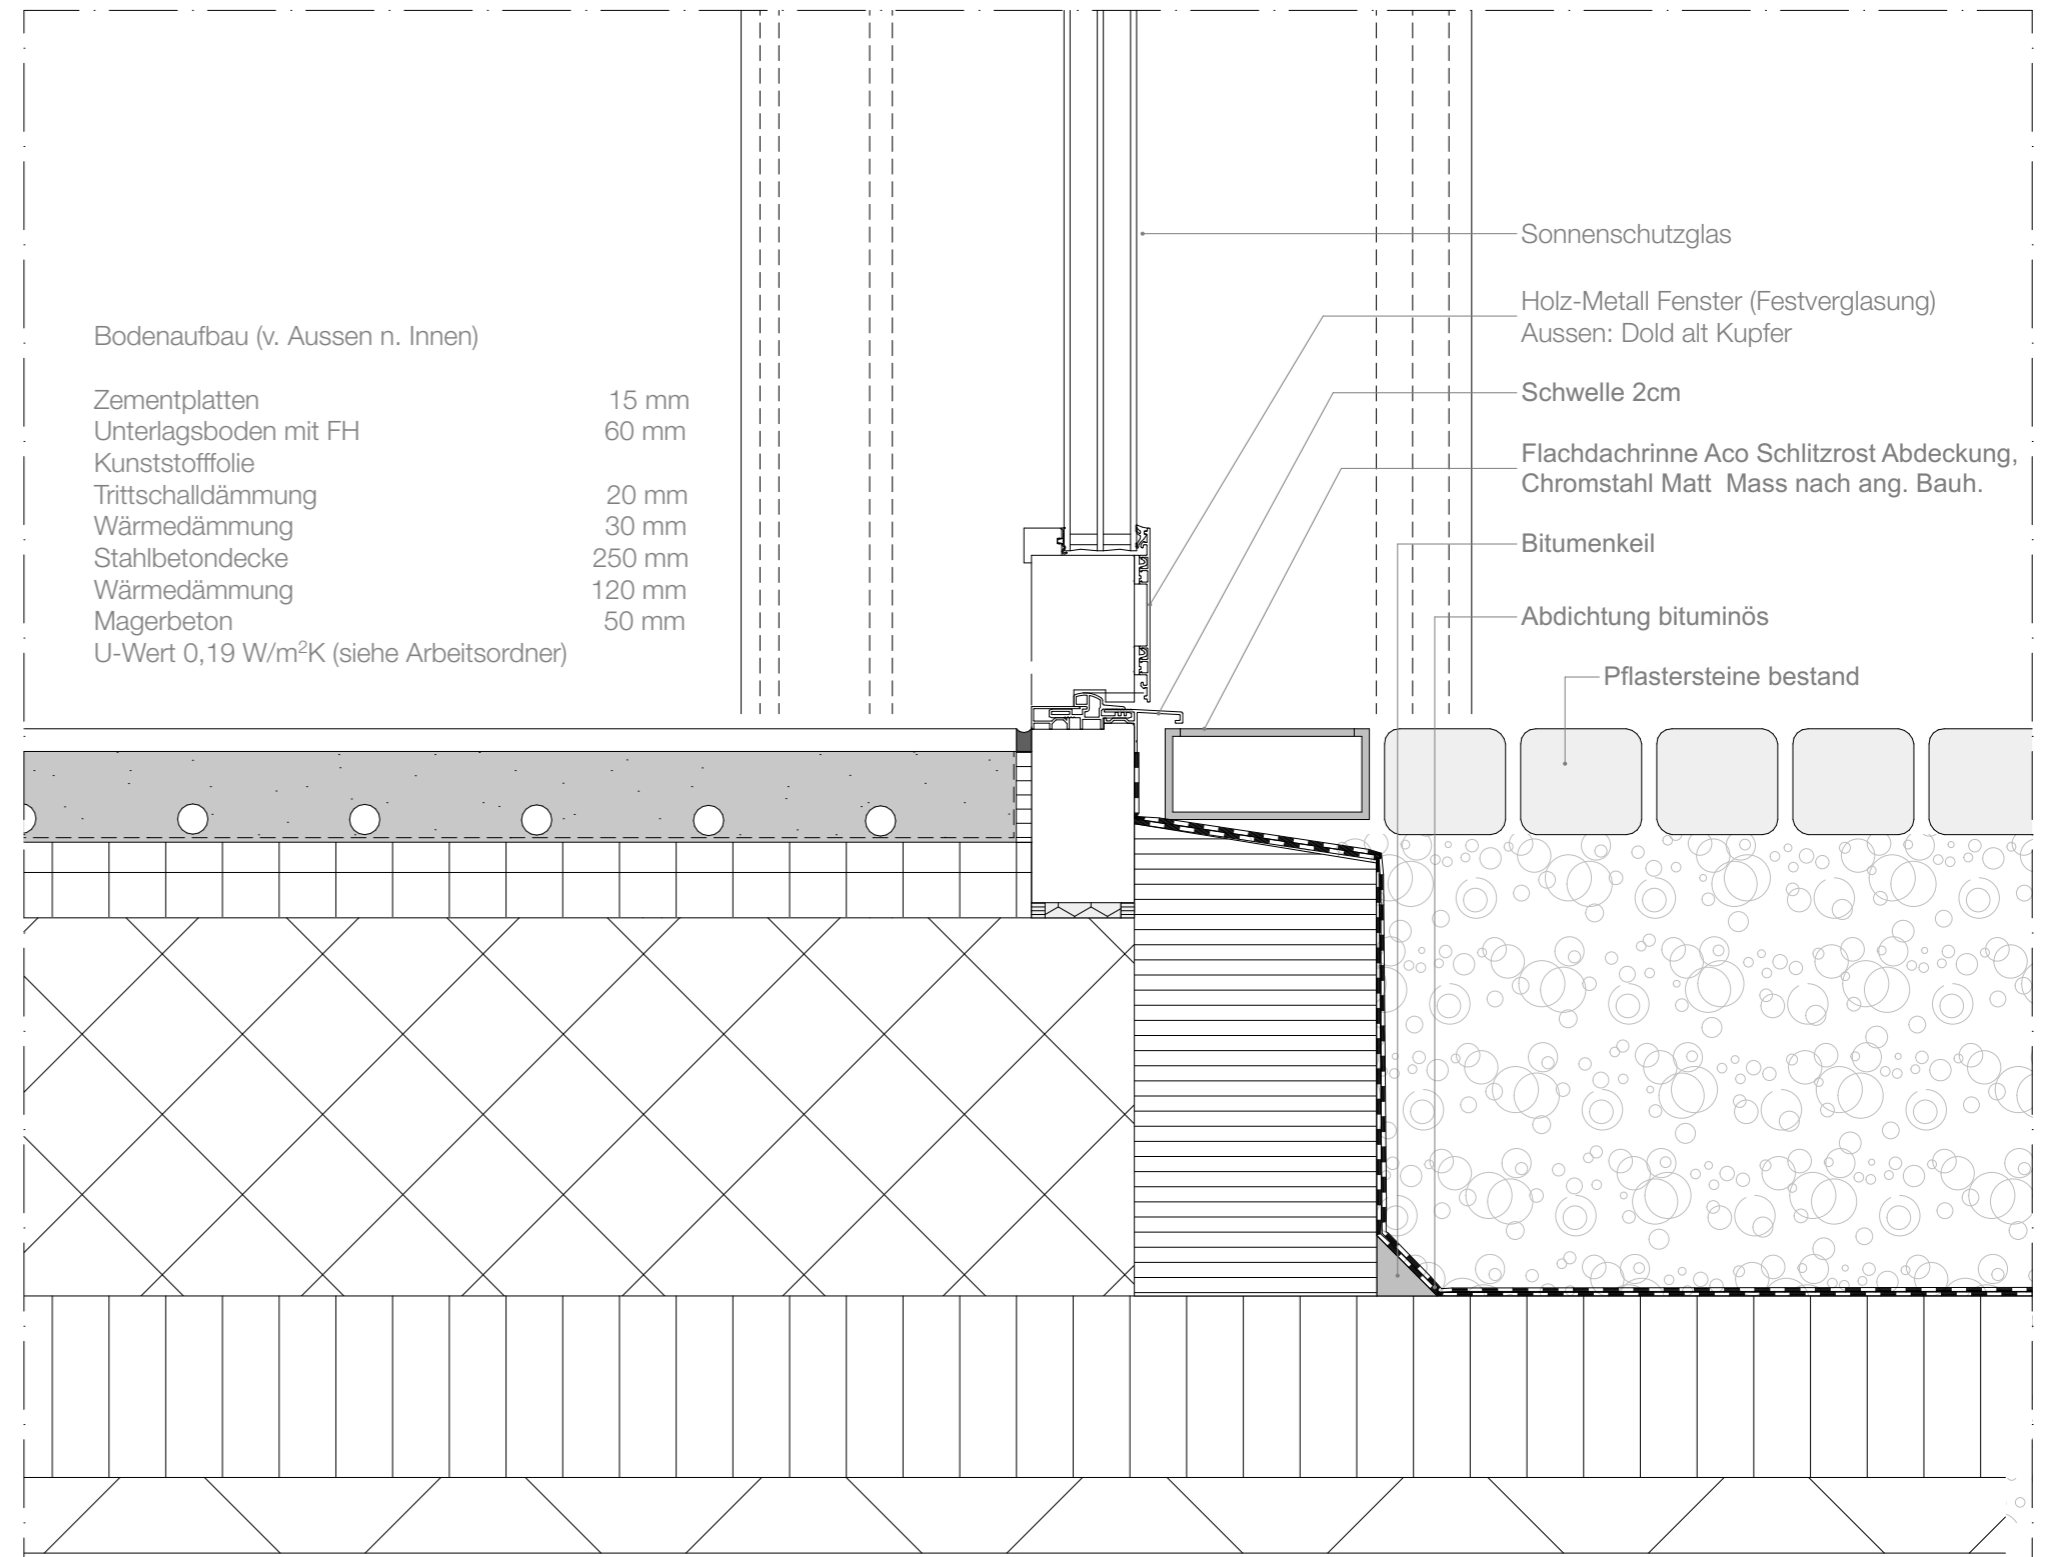 Bodenaufbau (v. Aussen n. Innen)
Zementplatten 15 mm
Unterlagsboden mit FH 60 mm
Kunststofffolie
Trittschalldämmung 20 mm
Wärmedämmung 30 mm
Stahlbetondecke 250 mm
Wärmedämmung 120 mm
Magerbeton 50 mm
U-Wert 0,19 W/m²K (siehe Arbeitsordner)
Sonnenschutzglas
Holz-Metall Fenster (Festverglasung)
Aussen: Dold alt Kupfer
Schwelle 2cm
Flachdachrinne Aco Schlitzrost Abdeckung,
Chromstahl Matt Mass nach ang. Bauh.
Bitumenkeil
Abdichtung bituminös
Pflastersteine bestand